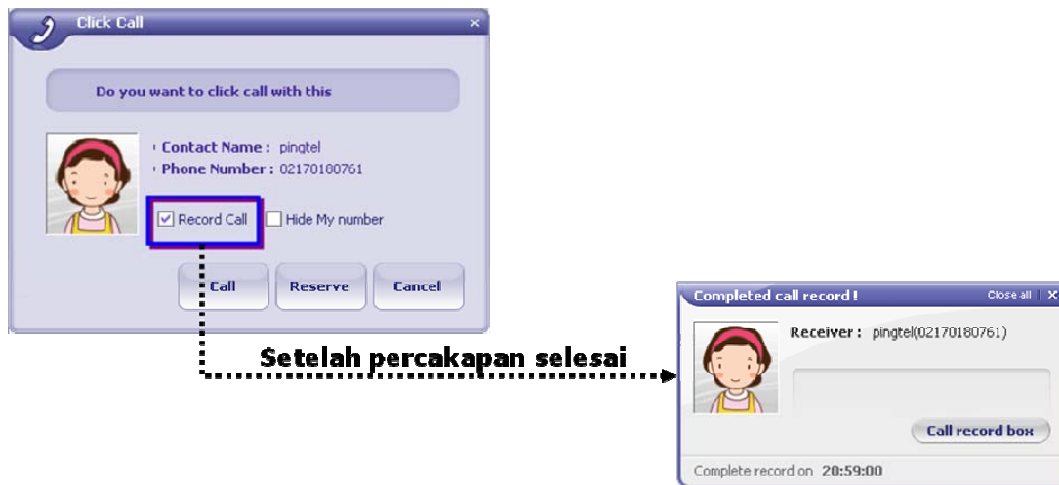 Click Call
Do you want to click call with this
Contact Name : pingtel
Phone Number : 02170180761
Record Call Hide My number
Call Reserve Cancel
Setelah percakapan selesai
Completed call record ! Close all | X
Receiver : pingtel(02170180761)
Call record box
Complete record on 20:59:00